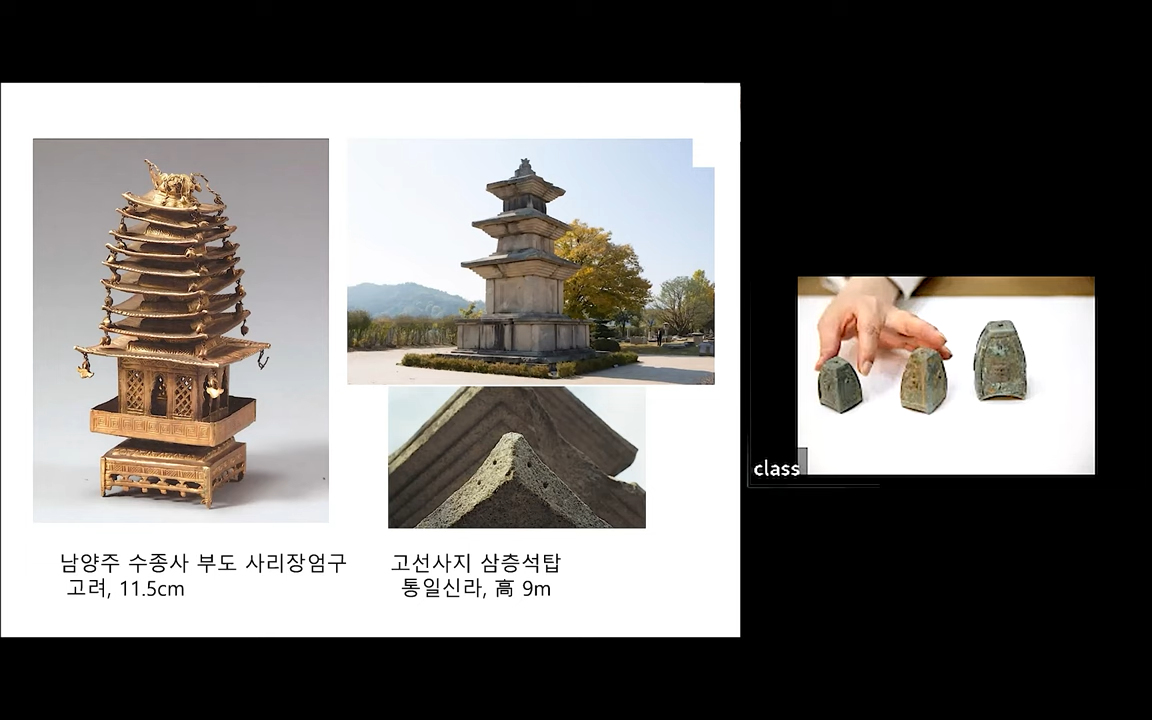 남양주 수종사 부도 사리장엄구
고려, 11.5cm
고선사지 삼층석탑
통일신라, 高 9m
class